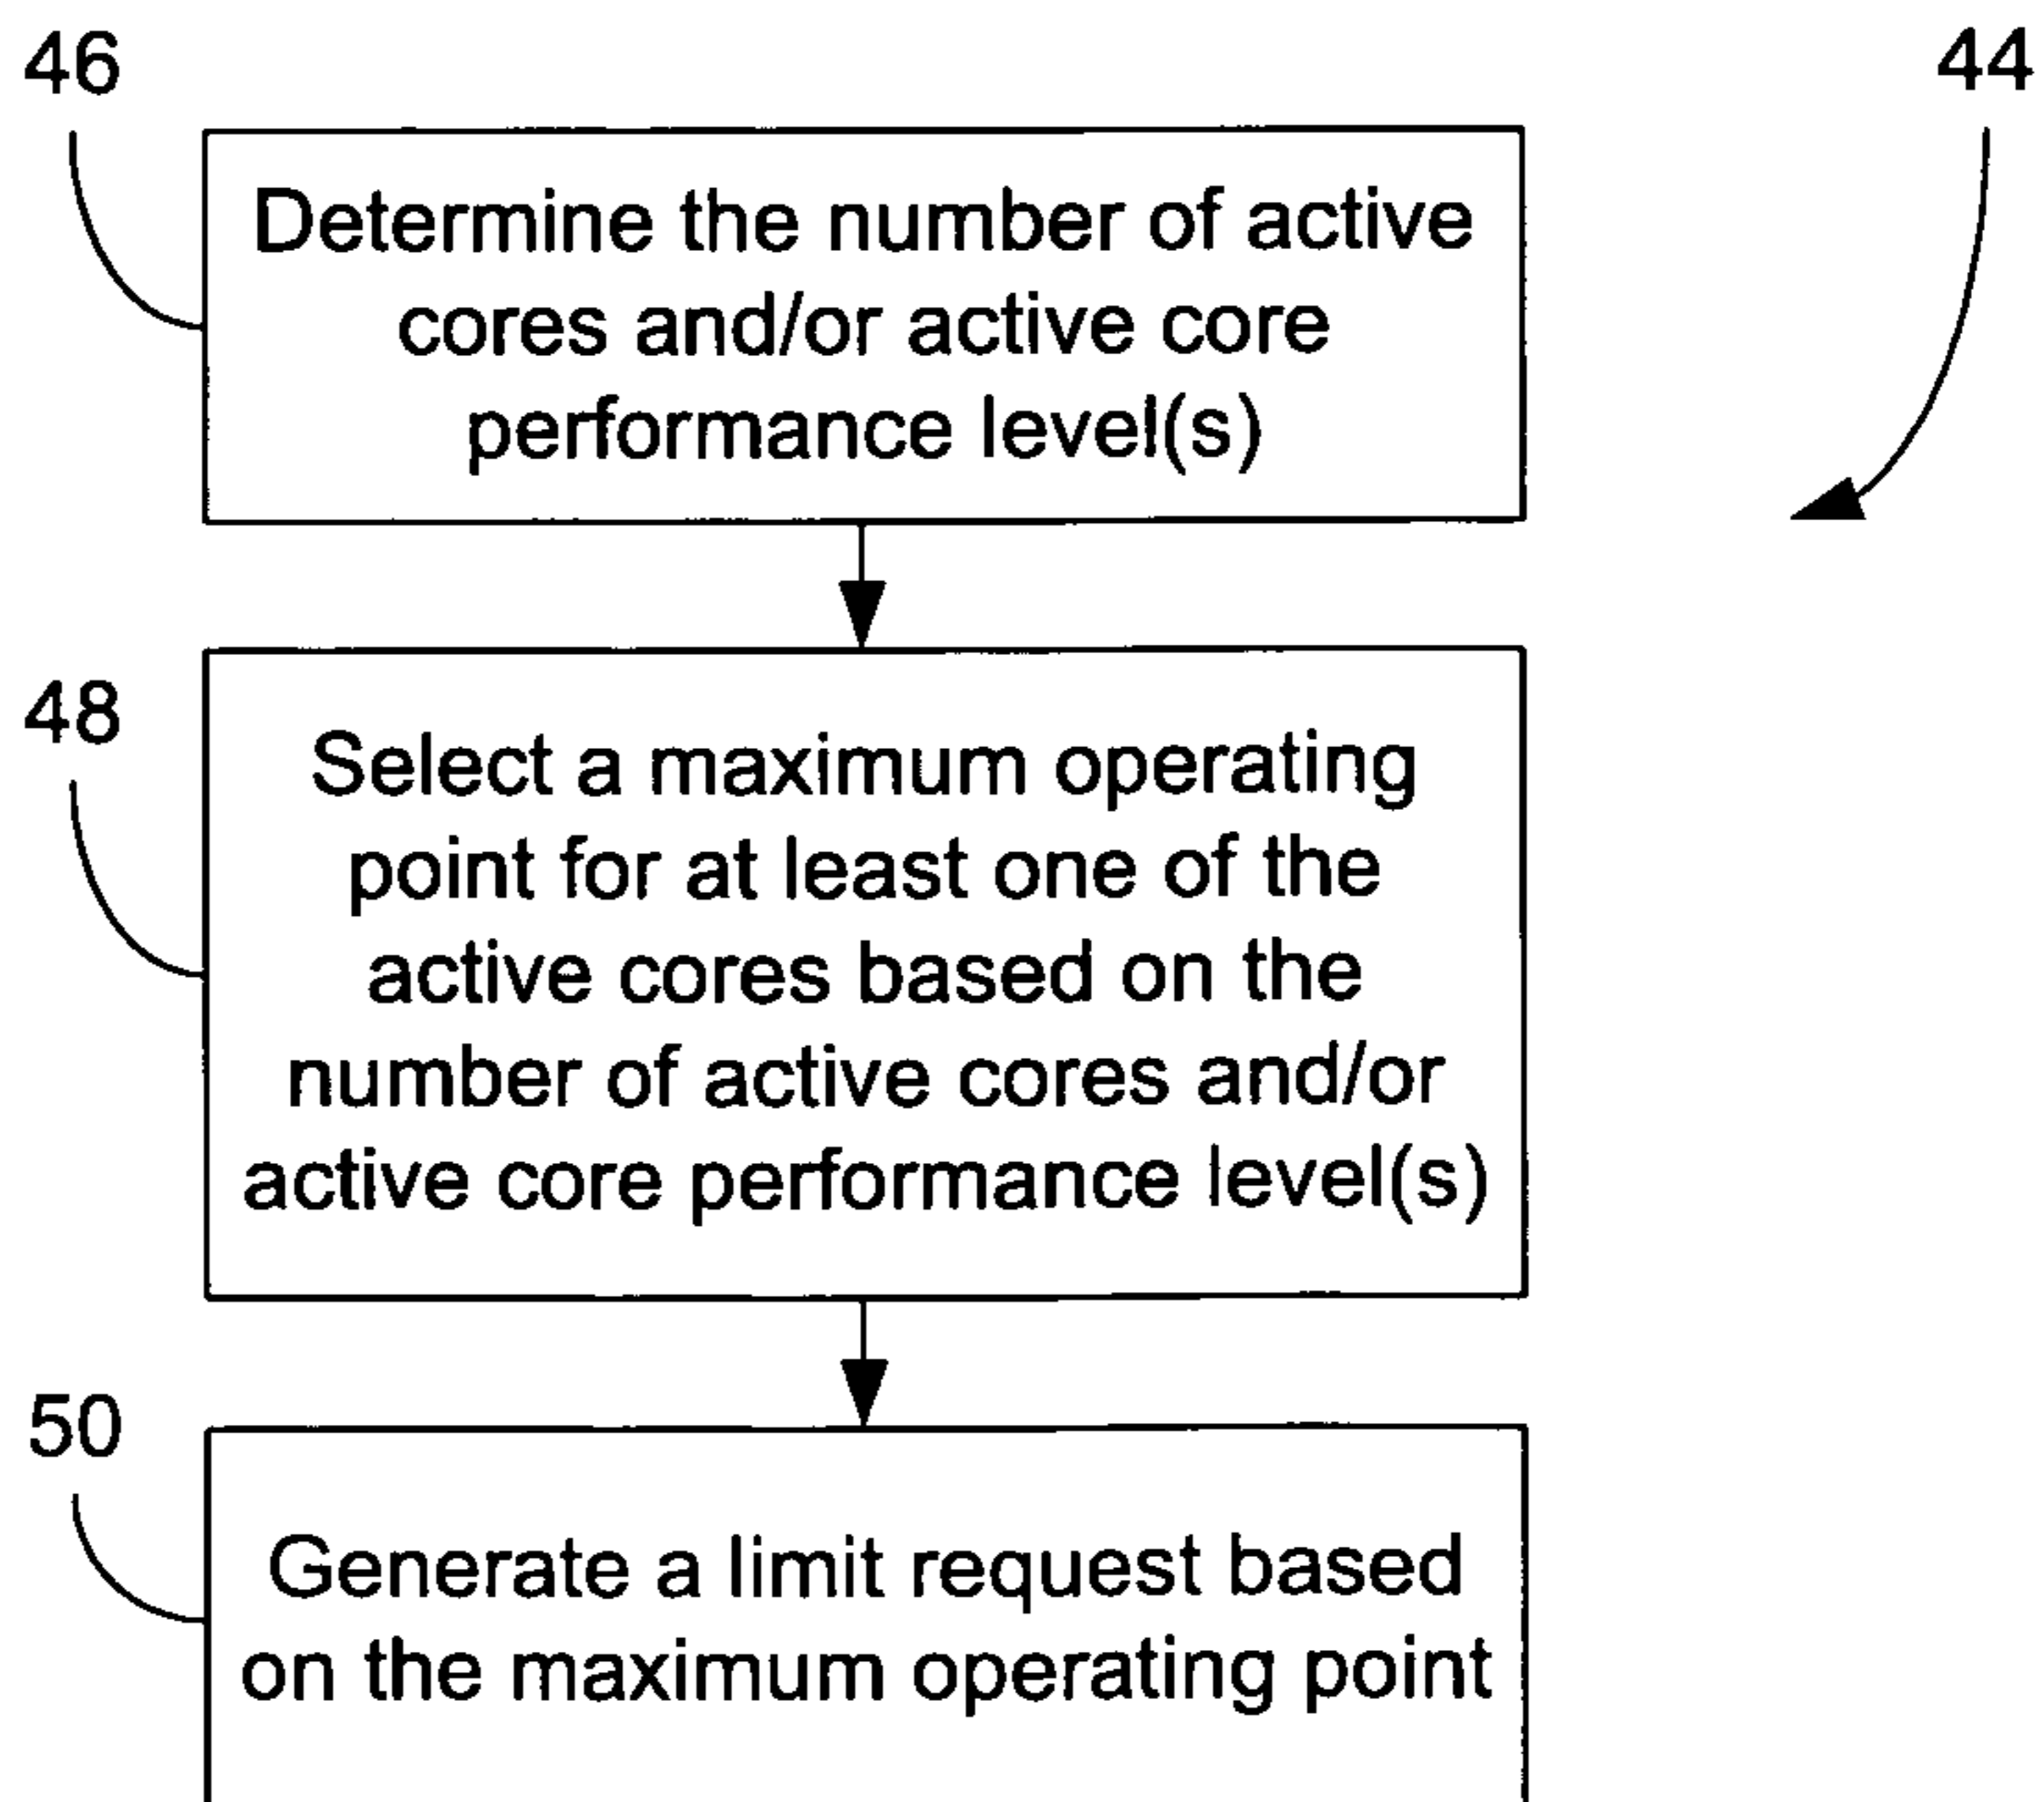 46
44
Determine the number of active
cores and/or active core
performance level(s)
48
Select a maximum operating
point for at least one of the
active cores based on the
number of active cores and/or
active core performance level(s)
50
Generate a limit request based
on the maximum operating point